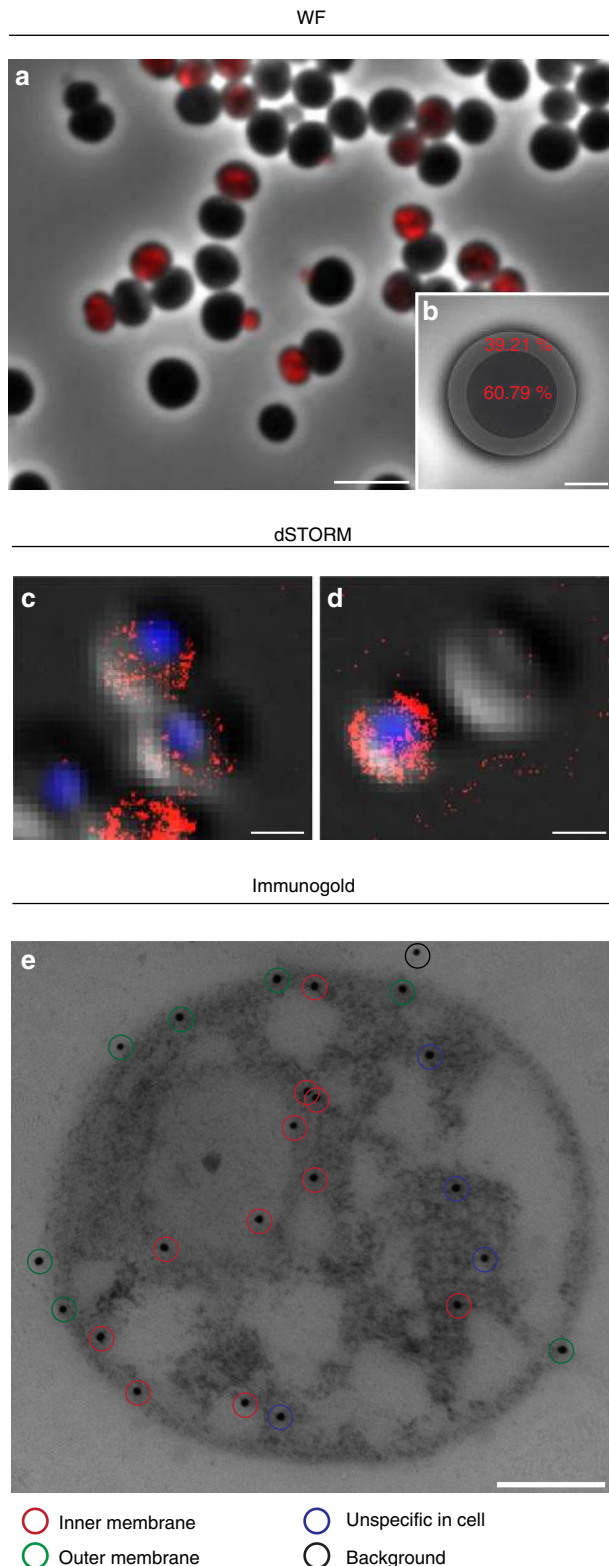 WF
a
b
39.21 %
60.79 %
dSTORM
c
d
Immunogold
e
Inner membrane
Unspecific in cell
Outer membrane
Background